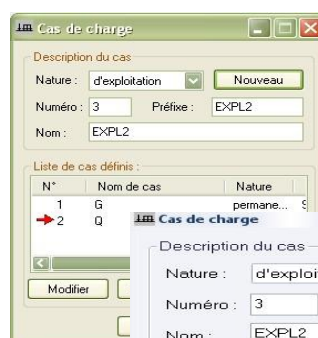 Cas de charge
Description du cas
Nature : d'exploitation Nouveau
Numéro : 3 Préfixe : EXPL2
Nom : EXPL2
Liste de cas définis :
N° Nom de cas Nature
1 G permane...
2 Q
Modifier
Cas de charge
Description du cas
Nature : d'exploi
Numéro : 3
Nom : EXPL2